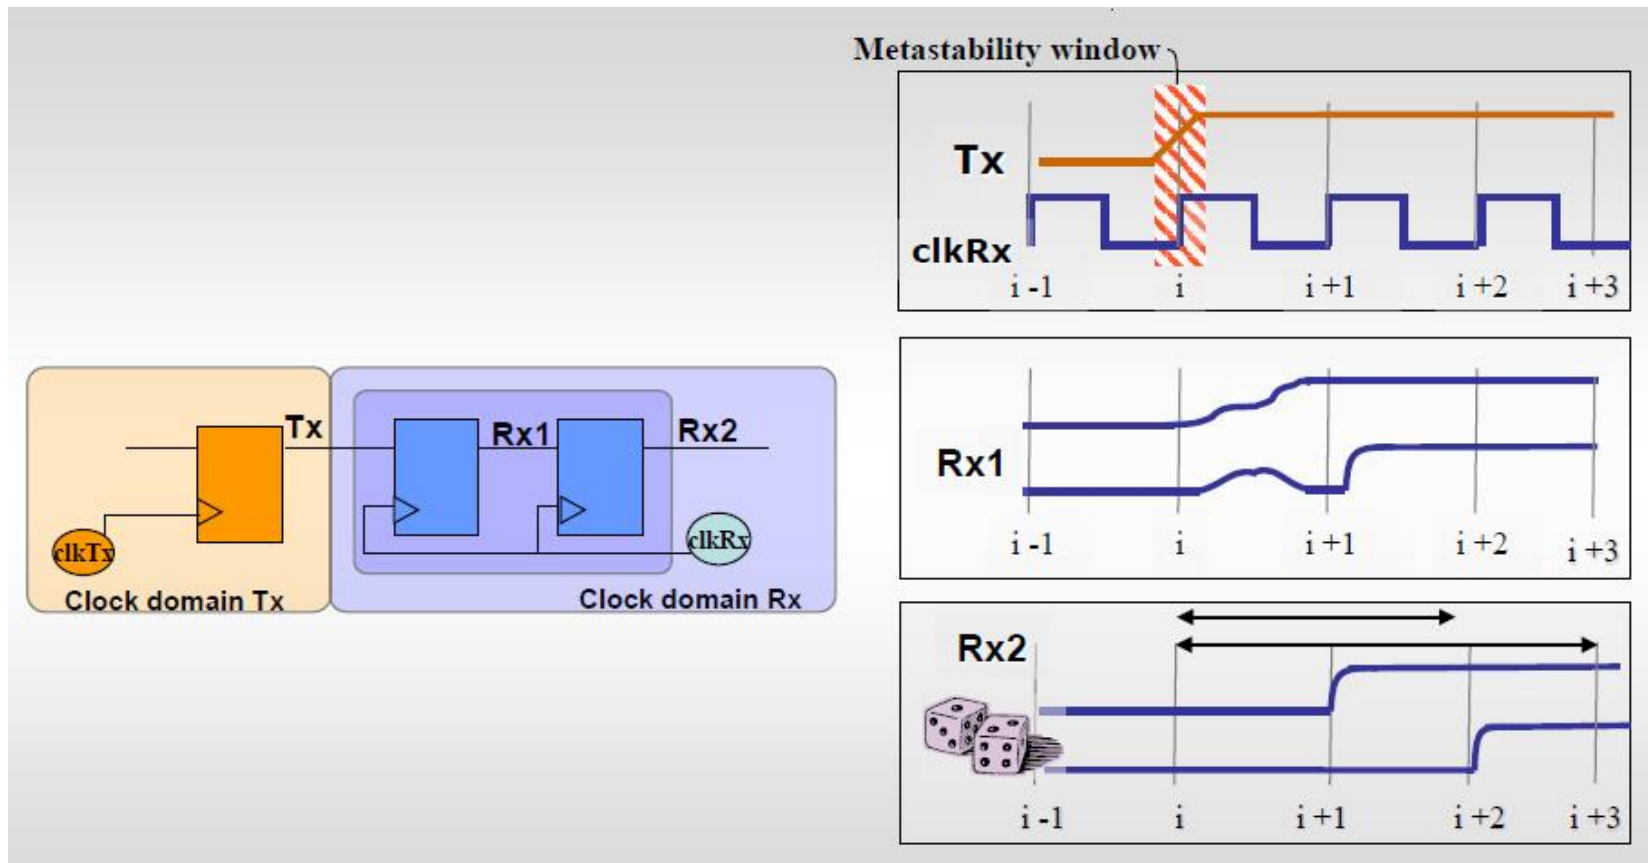 Metastability window
Tx
clkRx
i -1 i i +1 i +2 i +3
Rx1
i -1 i i +1 i +2 i +3
Rx2
i -1 i i +1 i +2 i +3
Tx Rx1 Rx2
clkTx clkRx
Clock domain Tx Clock domain Rx